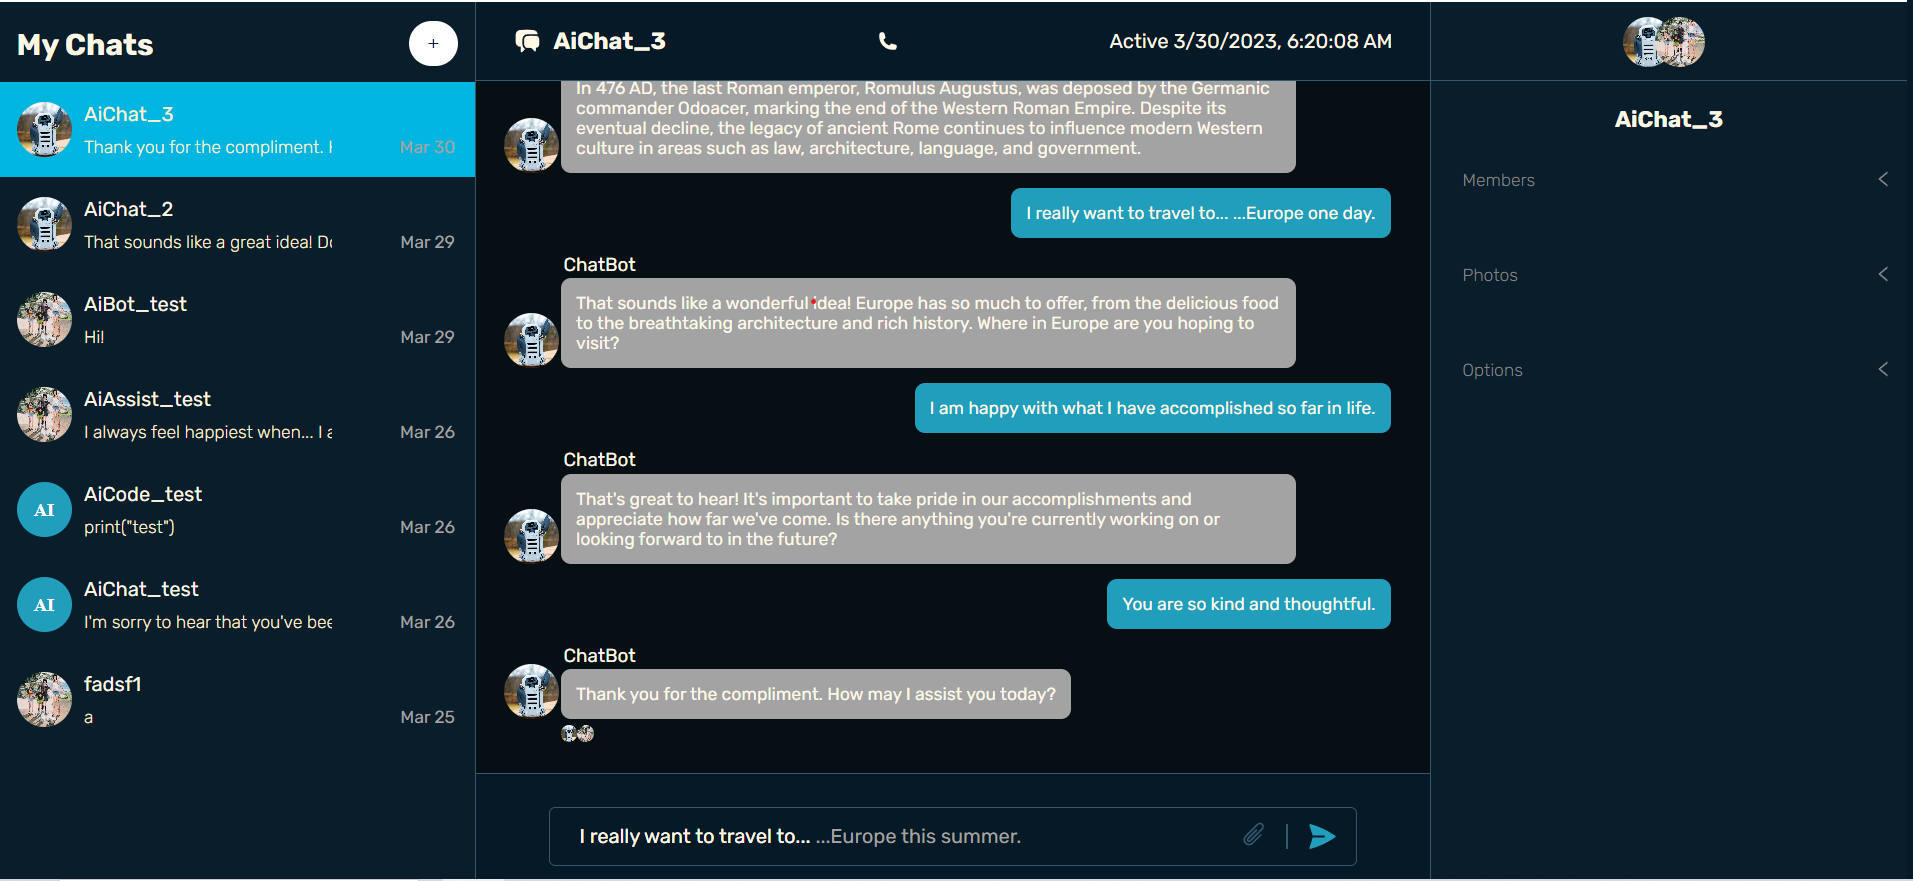 My Chats
+
AiChat_3
Thank you for the compliment. H
Mar 30
AiChat_2
That sounds like a great idea! Do
Mar 29
AiBot_test
Hi!
Mar 29
AiAssist_test
I always feel happiest when... I a
Mar 26
AI
AiCode_test
print("test")
Mar 26
AI
AiChat_test
I'm sorry to hear that you've bee
Mar 26
fadsf1
a
Mar 25
AiChat_3
Active 3/30/2023, 6:20:08 AM
In 476 AD, the last Roman emperor, Romulus Augustus, was deposed by the Germanic
commander Odoacer, marking the end of the Western Roman Empire. Despite its
eventual decline, the legacy of ancient Rome continues to influence modern Western
culture in areas such as law, architecture, language, and government.
I really want to travel to... ...Europe one day.
ChatBot
That sounds like a wonderful idea! Europe has so much to offer, from the delicious food
to the breathtaking architecture and rich history. Where in Europe are you hoping to
visit?
I am happy with what I have accomplished so far in life.
ChatBot
That's great to hear! It's important to take pride in our accomplishments and
appreciate how far we've come. Is there anything you're currently working on or
looking forward to in the future?
You are so kind and thoughtful.
ChatBot
Thank you for the compliment. How may I assist you today?
I really want to travel to... ...Europe this summer.
AiChat_3
Members
Photos
Options